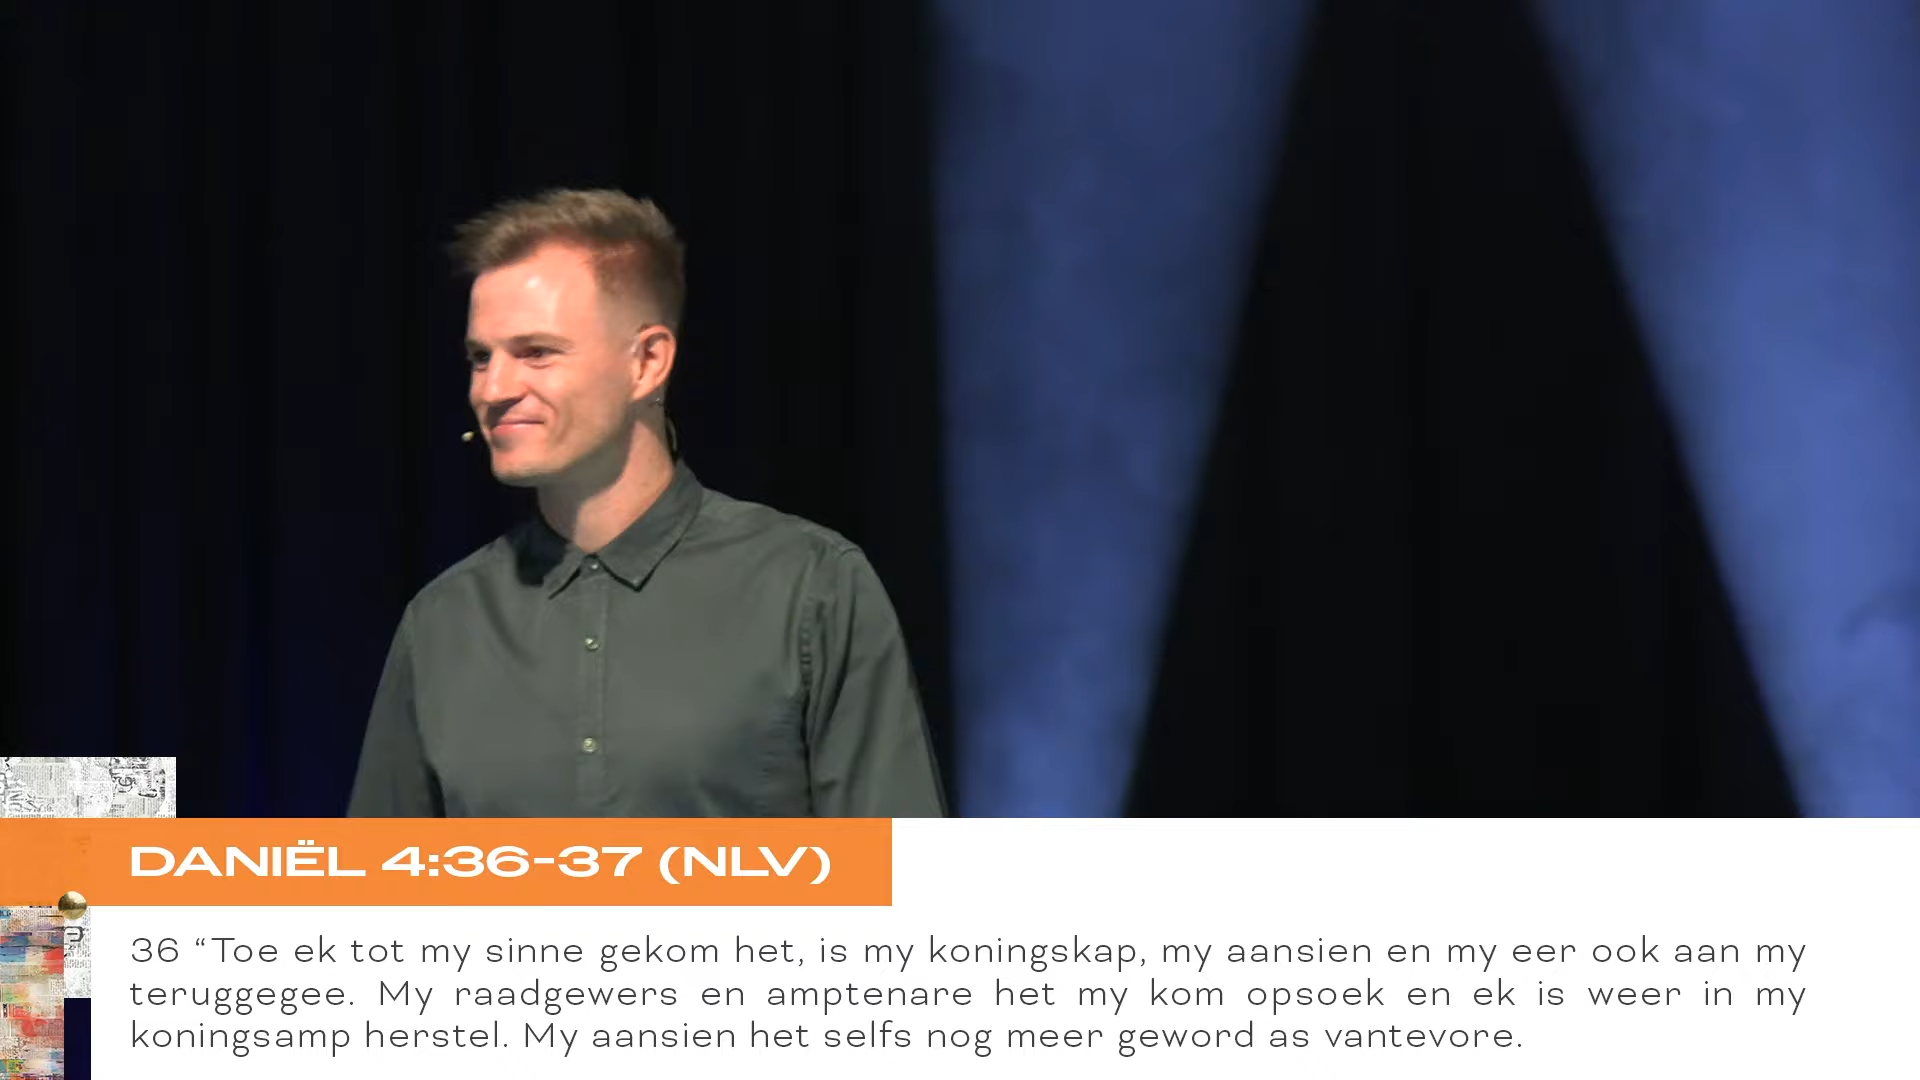 DANIËL 4:36-37 (NLV)
36 “Toe ek tot my sinne gekom het, is my koningskap, my aansien en my eer ook aan my
teruggegee. My raadgewers en amptenare het my kom opsoek en ek is weer in my
koningsamp herstel. My aansien het selfs nog meer geword as vantevore.